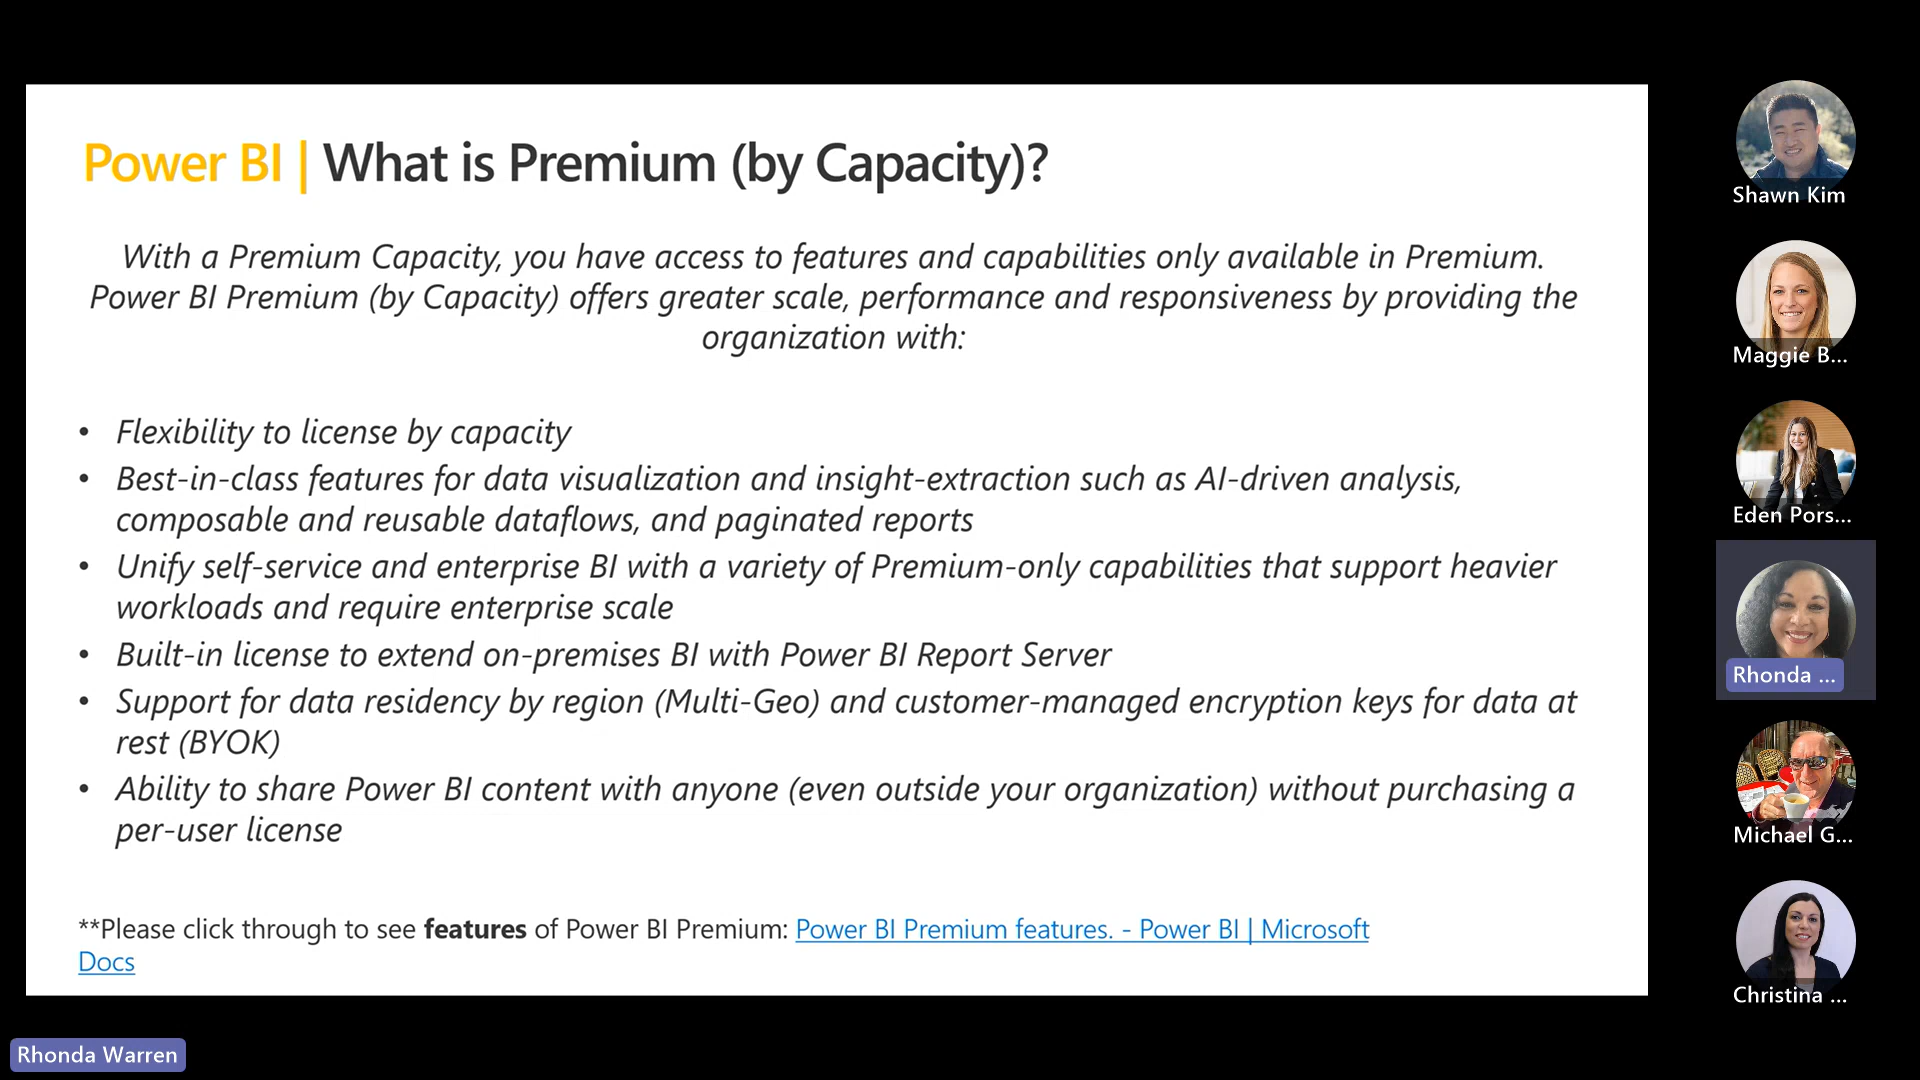 Power BI | What is Premium (by Capacity)?
With a Premium Capacity, you have access to features and capabilities only available in Premium.
Power BI Premium (by Capacity) offers greater scale, performance and responsiveness by providing the
organization with:
• Flexibility to license by capacity
• Best-in-class features for data visualization and insight-extraction such as AI-driven analysis,
composable and reusable dataflows, and paginated reports
• Unify self-service and enterprise BI with a variety of Premium-only capabilities that support heavier
workloads and require enterprise scale
• Built-in license to extend on-premises BI with Power BI Report Server
• Support for data residency by region (Multi-Geo) and customer-managed encryption keys for data at
rest (BYOK)
• Ability to share Power BI content with anyone (even outside your organization) without purchasing a
per-user license
**Please click through to see features of Power BI Premium: Power BI Premium features. - Power BI | Microsoft
Docs
Shawn Kim
Maggie B...
Eden Pors...
Rhonda ...
Michael G...
Christina ...
Rhonda Warren